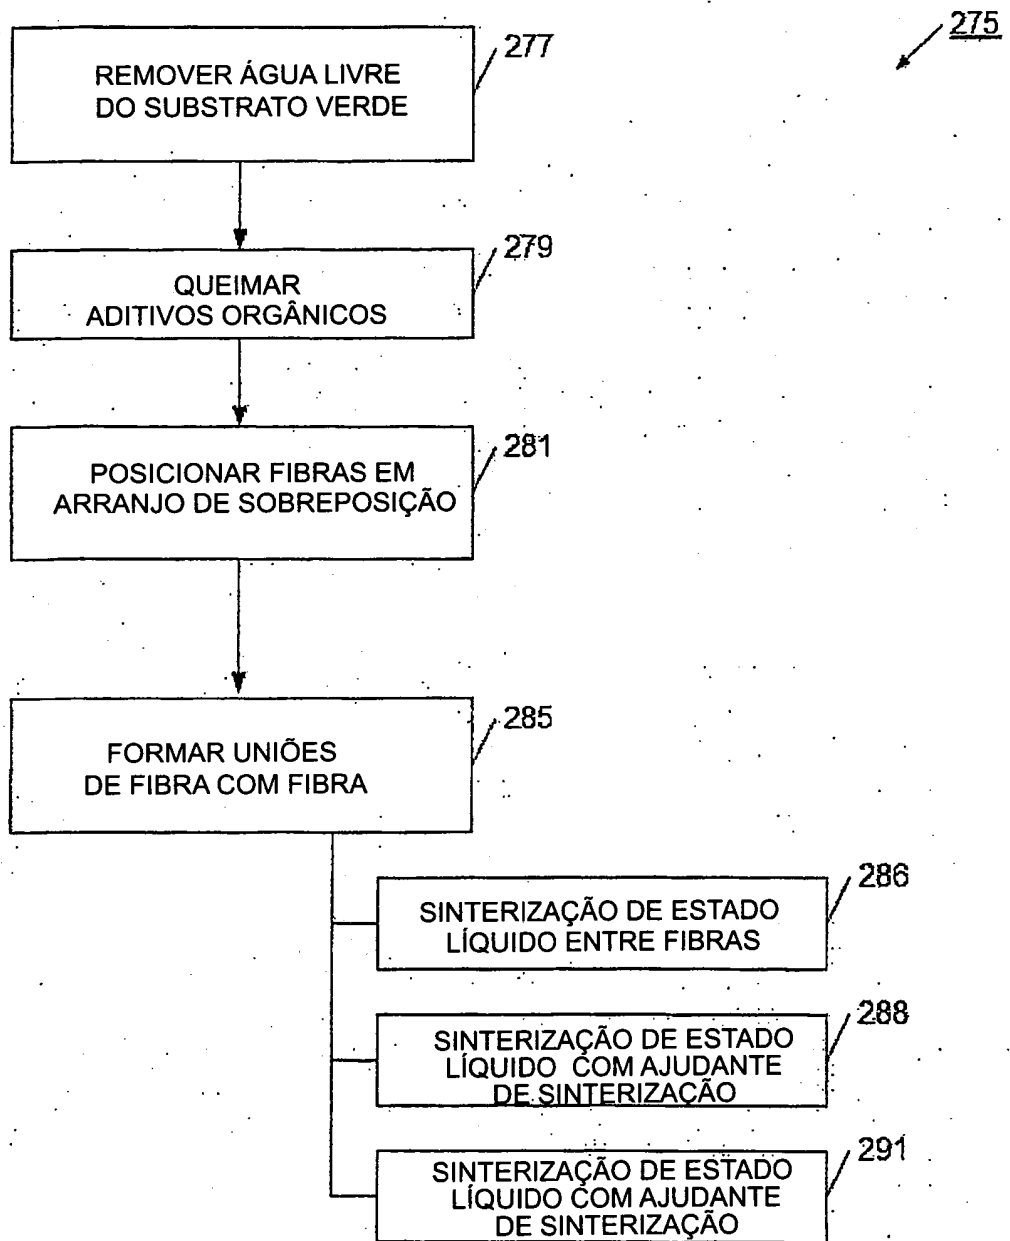 275
277
REMOVER ÁGUA LIVRE
DO SUBSTRATO VERDE
279
QUEIMAR
ADITIVOS ORGÂNICOS
281
POSICIONAR FIBRAS EM
ARRANJO DE SOBREPOSIÇÃO
285
FORMAR UNIÕES
DE FIBRA COM FIBRA
286
SINTERIZAÇÃO DE ESTADO
LÍQUIDO ENTRE FIBRAS
288
SINTERIZAÇÃO DE ESTADO
LÍQUIDO COM AJUDANTE
DE SINTERIZAÇÃO
291
SINTERIZAÇÃO DE ESTADO
LÍQUIDO COM AJUDANTE
DE SINTERIZAÇÃO